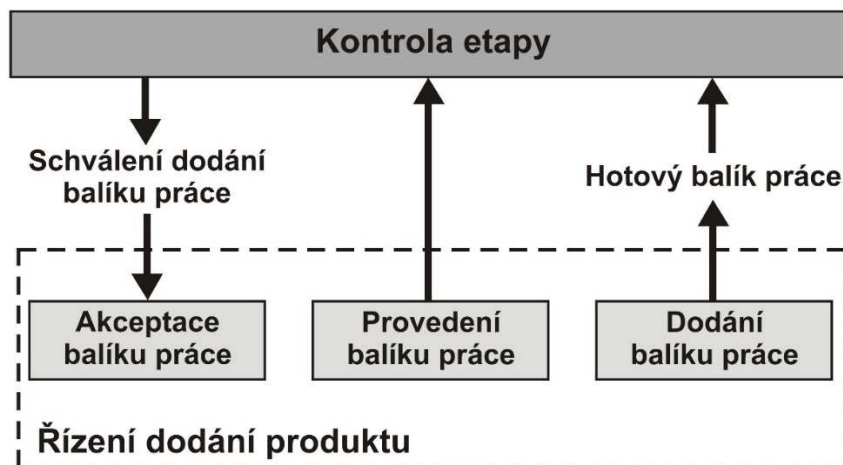 Kontrola etapy
Schválení dodání
balíku práce
Hotový balík práce
Akceptace
balíku práce
Provedení
balíku práce
Dodání
balíku práce
Řízení dodání produktu